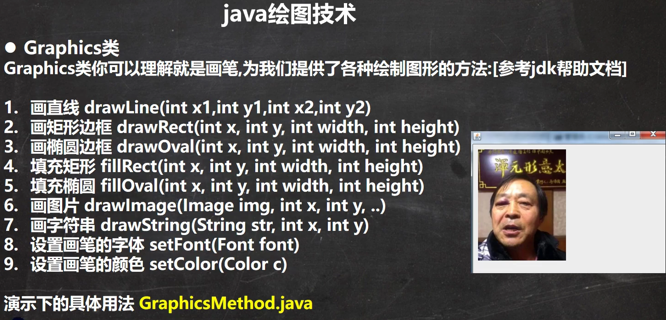 java绘图技术
● Graphics类
Graphics类你可以理解就是画笔,为我们提供了各种绘制图形的方法:[参考jdk帮助文档]
1. 画直线 drawLine(int x1,int y1,int x2,int y2)
2. 画矩形边框 drawRect(int x, int y, int width, int height)
3. 画椭圆边框 drawOval(int x, int y, int width, int height)
4. 填充矩形 fillRect(int x, int y, int width, int height)
5. 填充椭圆 fillOval(int x, int y, int width, int height)
6. 画图片 drawImage(Image img, int x, int y, ..)
7. 画字符串 drawString(String str, int x, int y)
8. 设置画笔的字体 setFont(Font font)
9. 设置画笔的颜色 setColor(Color c)
浑元形意太
演示下的具体用法 GraphicsMethod.java